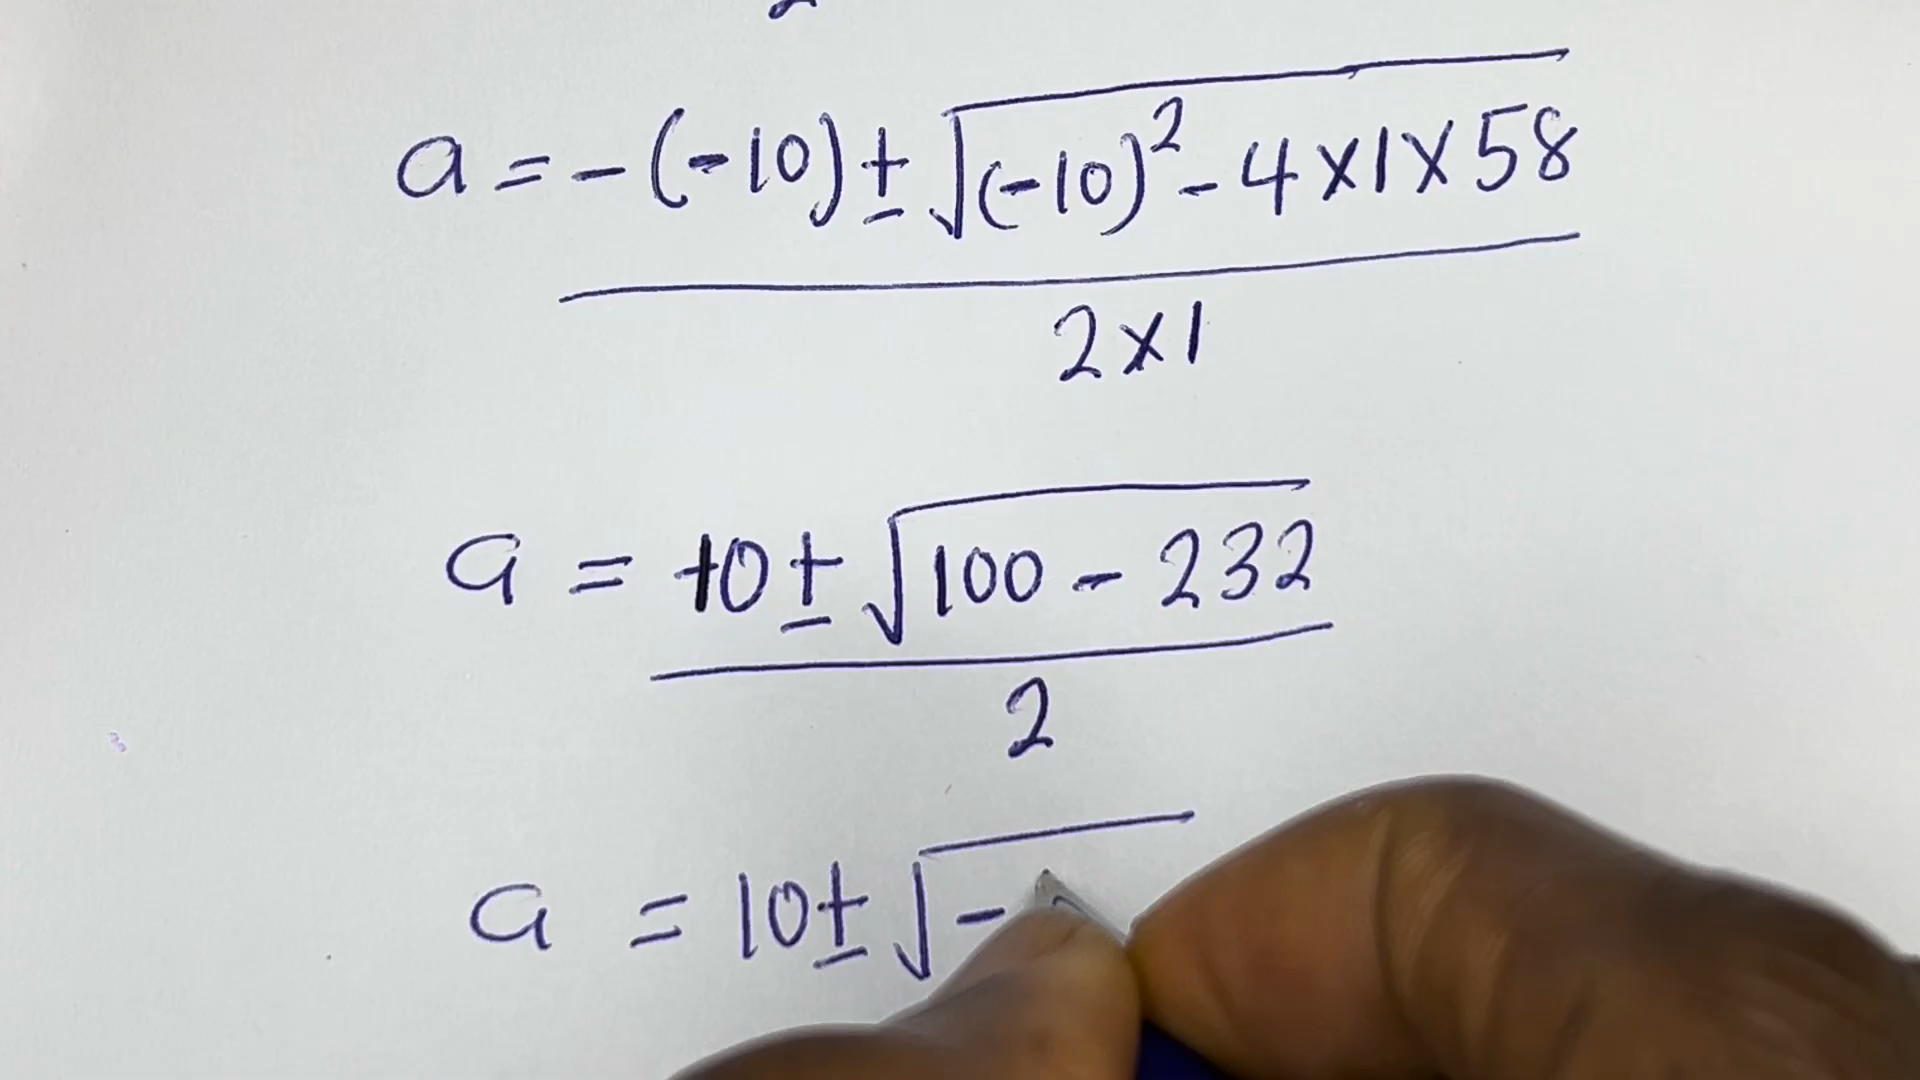 a = -(-10) ± √(-10)² - 4×1×58
2×1
a = 10 ± √100 - 232
2
a = 10 ± √-